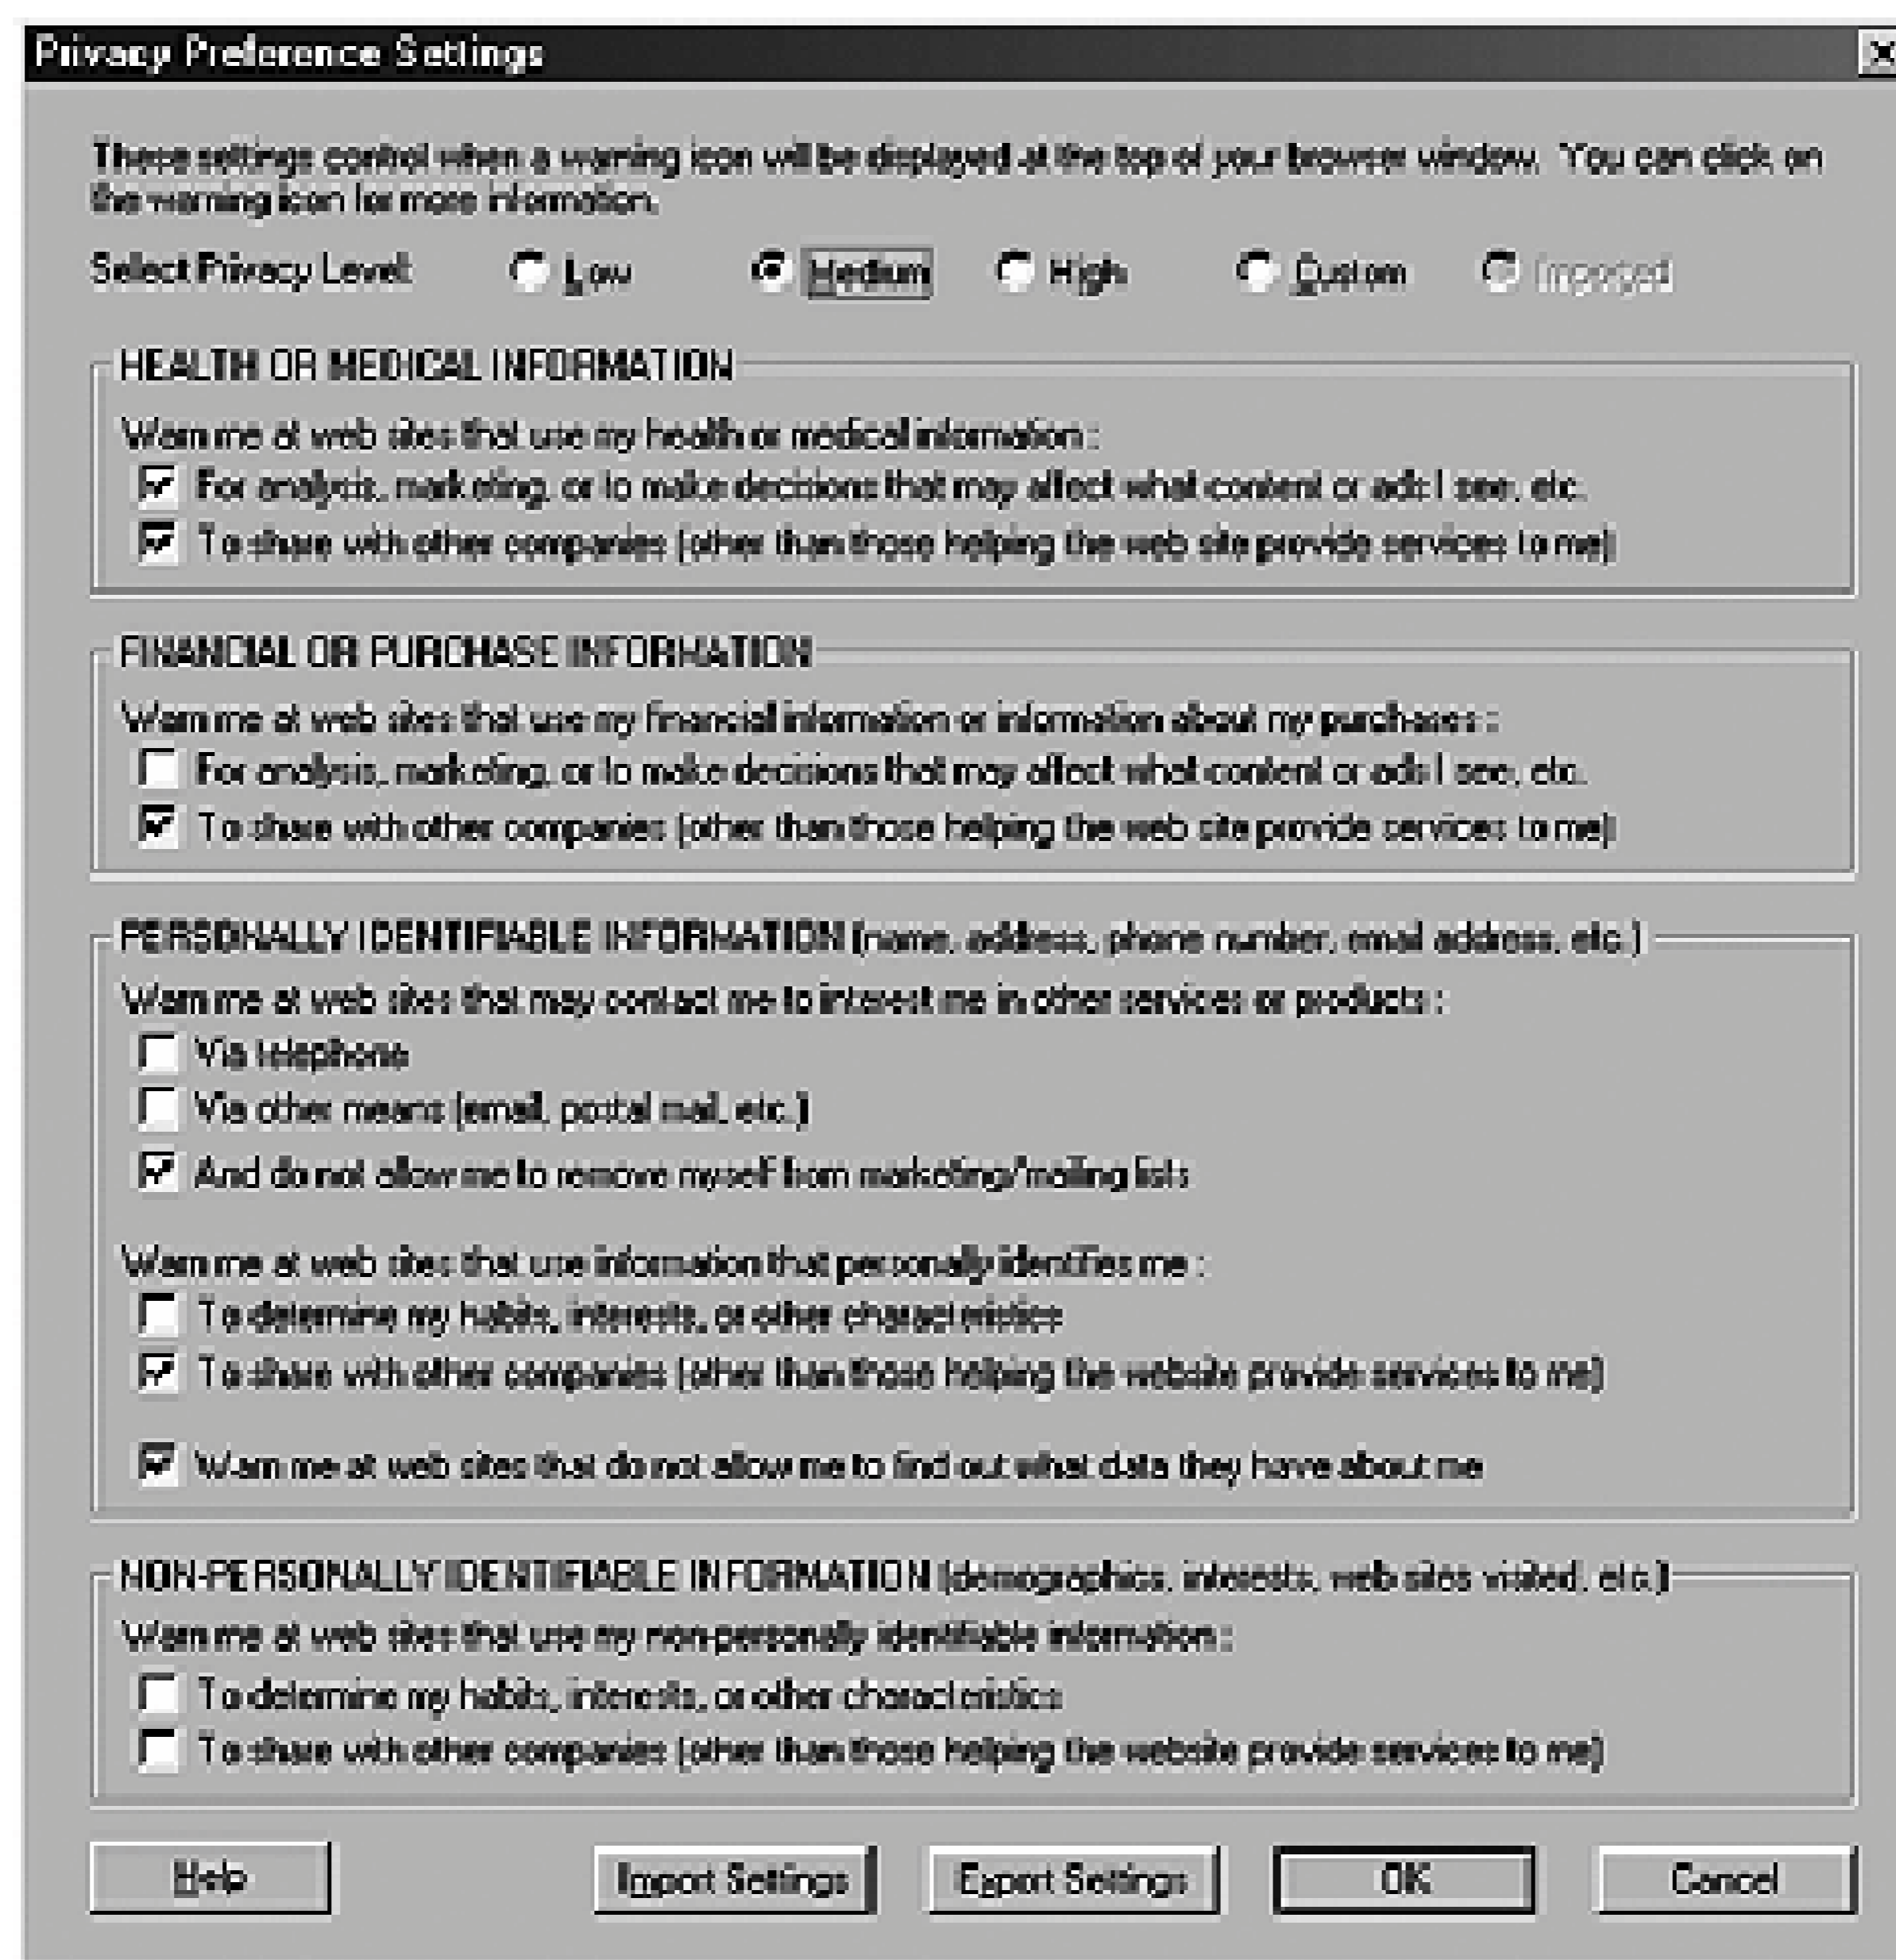 Privacy Preference Settings
These settings control when a warning icon will be displayed at the top of your browser window. You can click on
the warning icon for more information.
Select Privacy Level: Low Medium High Custom Imported
HEALTH OR MEDICAL INFORMATION
Warn me at web sites that use my health or medical information :
For analysis, marketing, or to make decisions that may affect what content or ads I see, etc.
To share with other companies (other than those helping the web site provide services to me)
FINANCIAL OR PURCHASE INFORMATION
Warn me at web sites that use my financial information or information about my purchases :
For analysis, marketing, or to make decisions that may affect what content or ads I see, etc.
To share with other companies (other than those helping the web site provide services to me)
PERSONALLY IDENTIFIABLE INFORMATION (name, address, phone number, email address, etc.)
Warn me at web sites that may contact me to interest me in other services or products :
Via telephone
Via other means (email, postal mail, etc.)
And do not allow me to remove myself from marketing/mailing lists
Warn me at web sites that use information that personally identifies me :
To determine my habits, interests, or other characteristics
To share with other companies (other than those helping the website provide services to me)
Warn me at web sites that do not allow me to find out what data they have about me
NON-PERSONALLY IDENTIFIABLE INFORMATION (demographics, interests, web sites visited, etc.)
Warn me at web sites that use my non-personally identifiable information :
To determine my habits, interests, or other characteristics
To share with other companies (other than those helping the website provide services to me)
Help Import Settings Export Settings OK Cancel